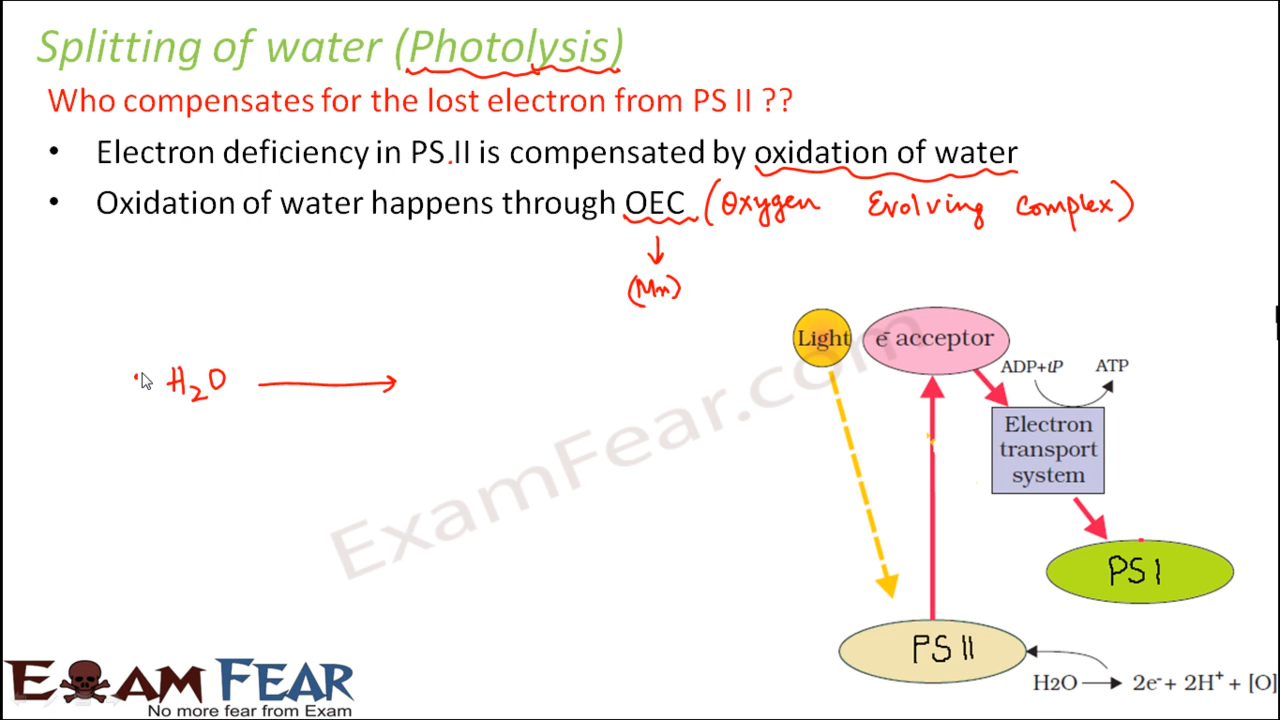 Splitting of water (Photolysis)
Who compensates for the lost electron from PS II ??
• Electron deficiency in PS II is compensated by oxidation of water
• Oxidation of water happens through OEC (Oxygen Evolving Complex)
(Mn)
Light
e⁻ acceptor
ADP+iP ATP
H₂O
Electron
transport
system
ExamFear.com
PS I
PS II
H2O 2e⁻+ 2H⁺ + [O]
EXAM FEAR
No more fear from Exam